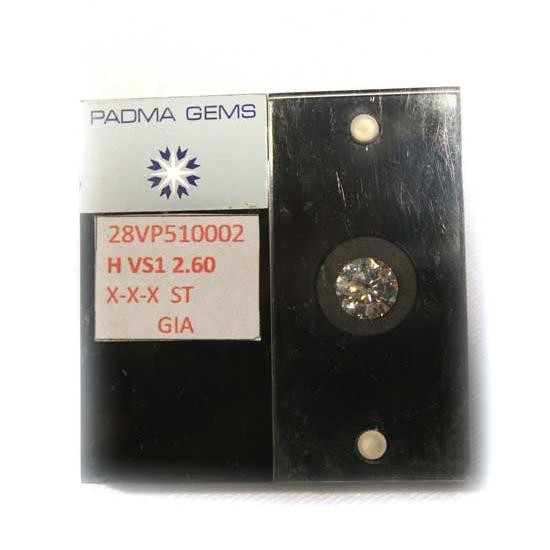 PADMA GEMS
28VP510002
H VS1 2.60
X-X-X ST
GIA